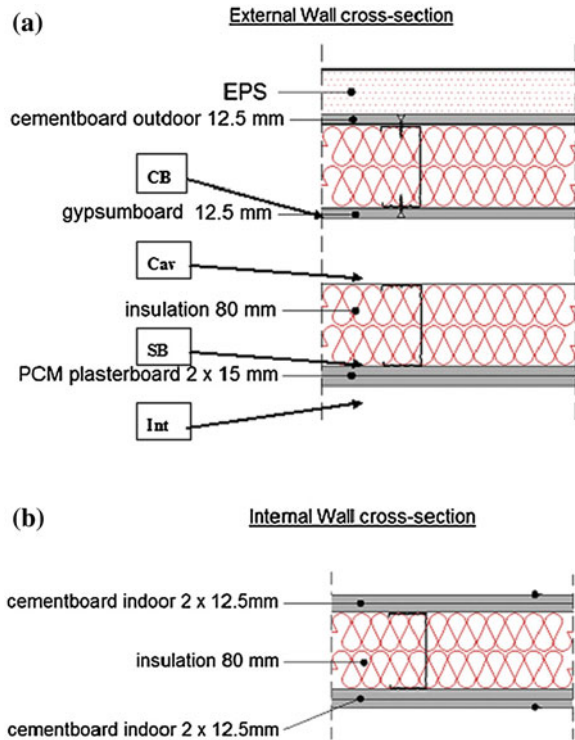 (a)
External Wall cross-section
EPS
cementboard outdoor 12.5 mm
CB
gypsumboard 12.5 mm
Cav
insulation 80 mm
SB
PCM plasterboard 2 x 15 mm
Int
(b)
Internal Wall cross-section
cementboard indoor 2 x 12.5mm
insulation 80 mm
cementboard indoor 2 x 12.5mm